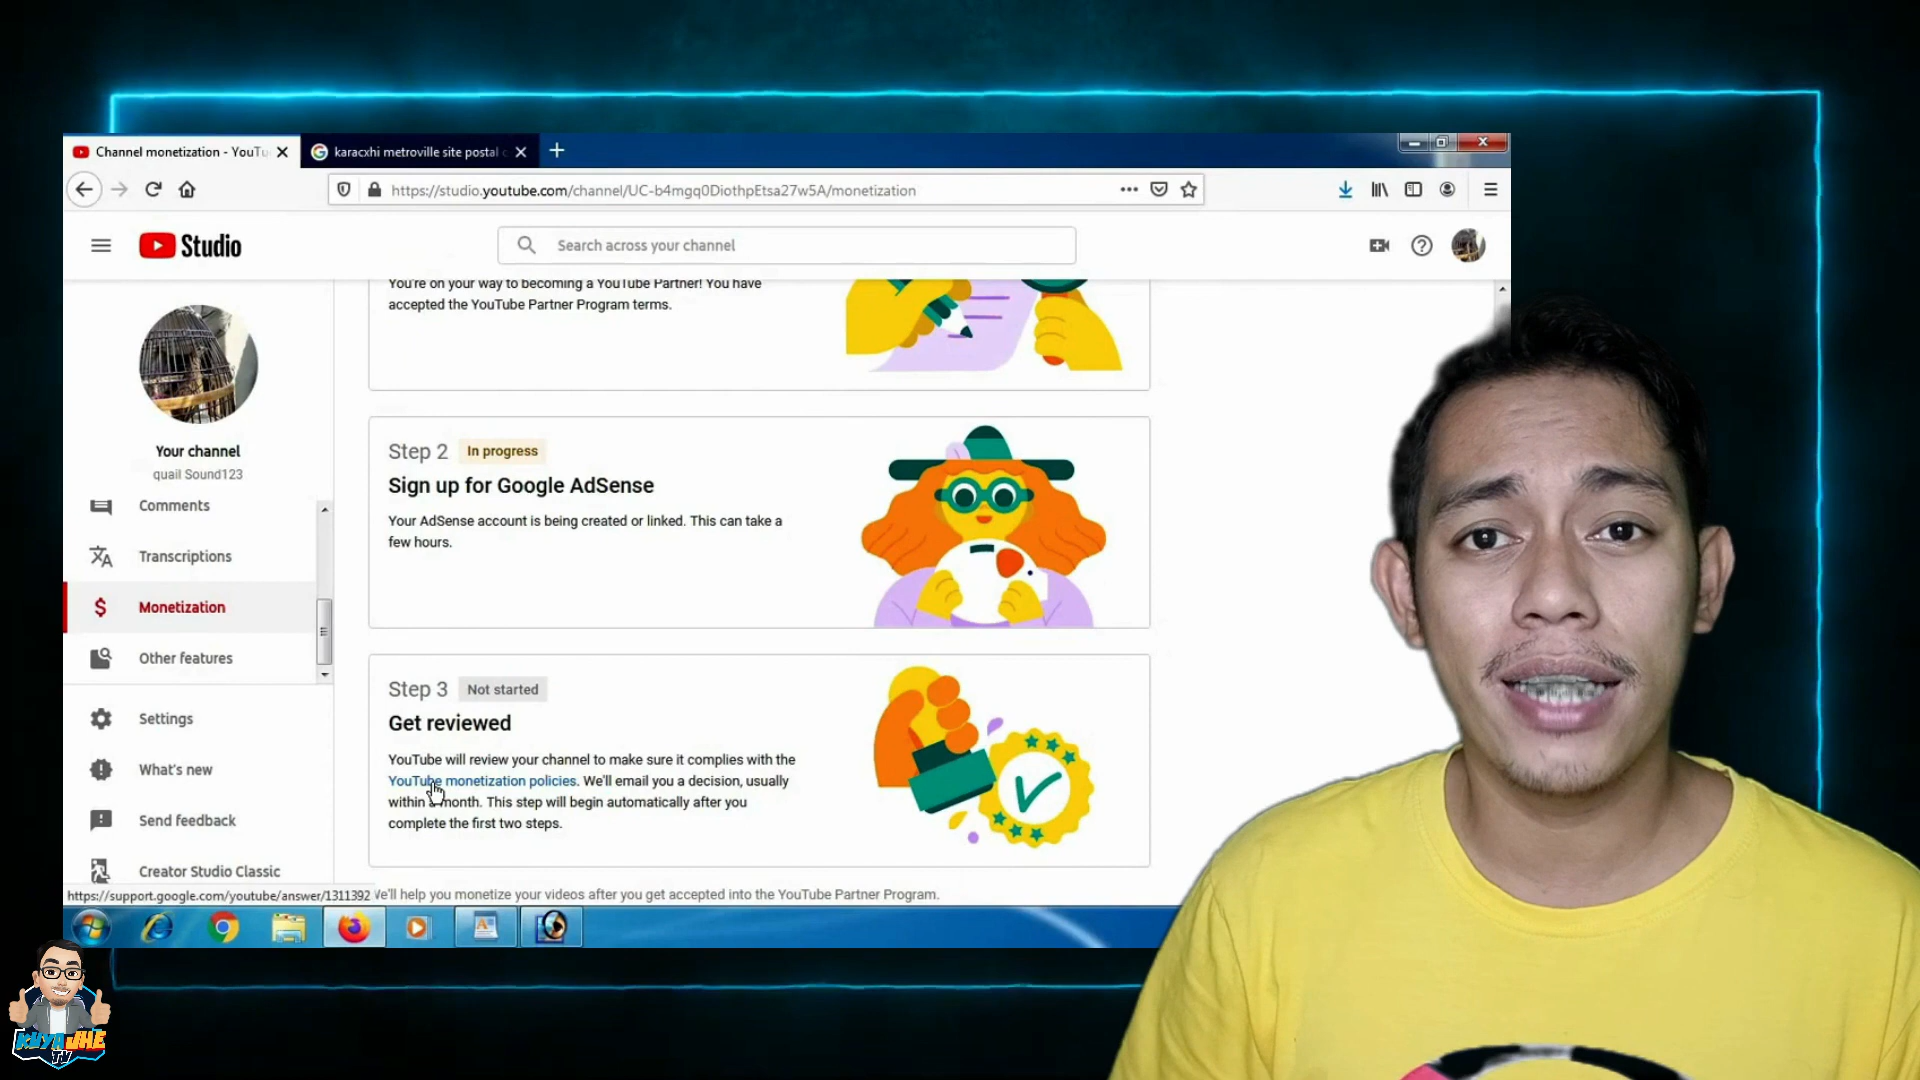 Channel monetization - YouTu
karacxhi metroville site postal c
https://studio.youtube.com/channel/UC-b4mgq0DiothpEtsa27w5A/monetization
Studio
Search across your channel
You're on your way to becoming a YouTube Partner! You have
accepted the YouTube Partner Program terms.
Your channel
quail Sound123
Comments
Transcriptions
Monetization
Other features
Settings
What's new
Send feedback
Creator Studio Classic
Step 2 In progress
Sign up for Google AdSense
Your AdSense account is being created or linked. This can take a
few hours.
Step 3 Not started
Get reviewed
YouTube will review your channel to make sure it complies with the
YouTube monetization policies. We'll email you a decision, usually
within a month. This step will begin automatically after you
complete the first two steps.
https://support.google.com/youtube/answer/1311392
We'll help you monetize your videos after you get accepted into the YouTube Partner Program.
KUYA JHE
TV